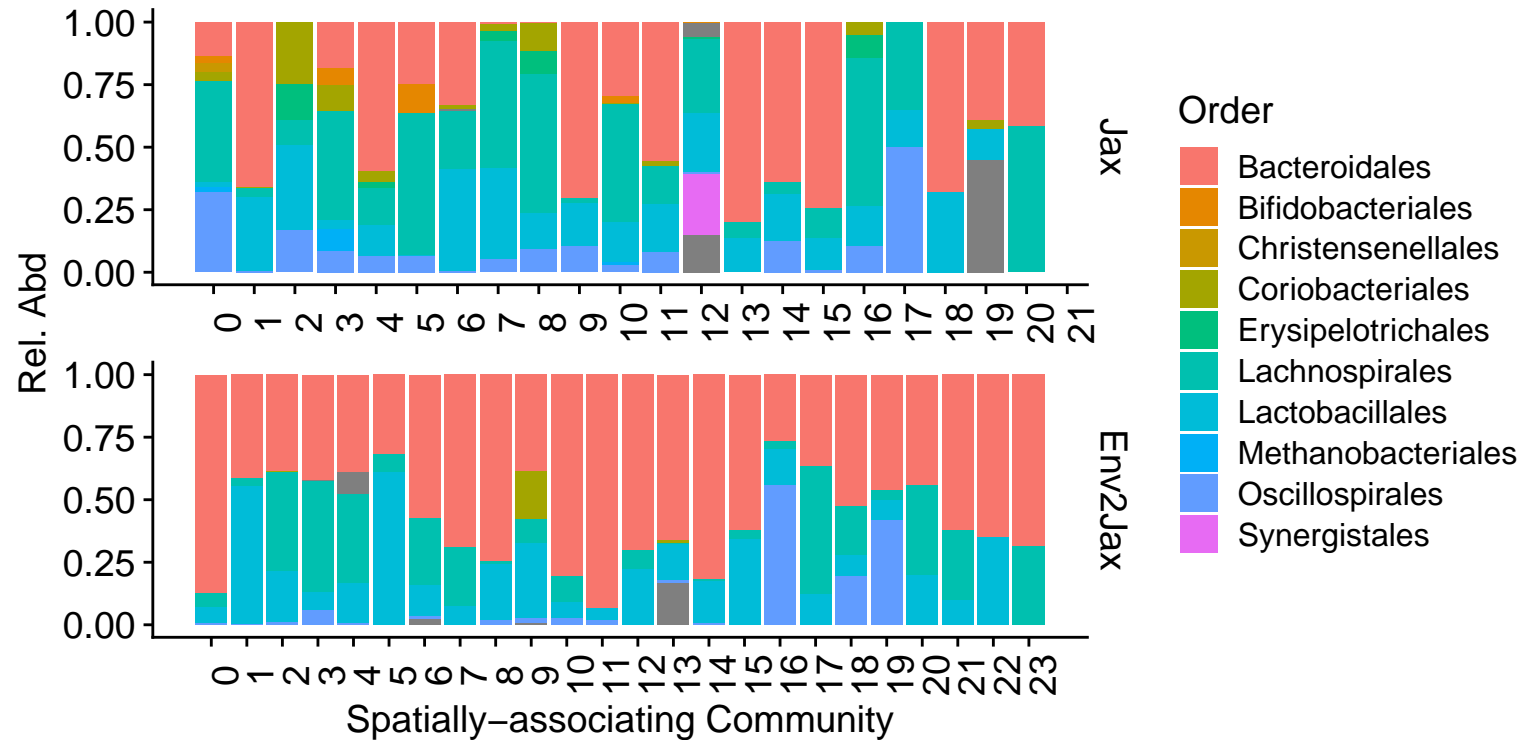 Rel. Abd
1.00
0.75
0.50
0.25
0.00
0 1 2 3 4 5 6 7 8 9 10 11 12 13 14 15 16 17 18 19 20 21
Jax
1.00
0.75
0.50
0.25
0.00
0 1 2 3 4 5 6 7 8 9 10 11 12 13 14 15 16 17 18 19 20 21 22 23
Env2Jax
Spatially−associating Community
Order
Bacteroidales
Bifidobacteriales
Christensenellales
Coriobacteriales
Erysipelotrichales
Lachnospirales
Lactobacillales
Methanobacteriales
Oscillospirales
Synergistales